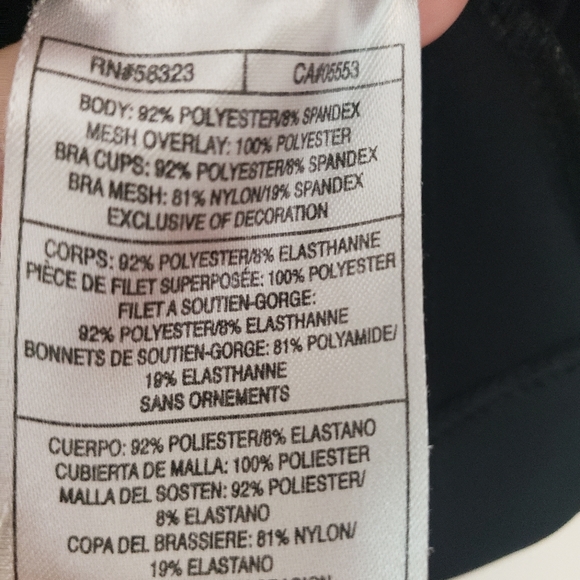 RN#58323 CA#05553
BODY: 92% POLYESTER/8% SPANDEX
MESH OVERLAY: 100% POLYESTER
BRA CUPS: 92% POLYESTER/8% SPANDEX
BRA MESH: 81% NYLON/19% SPANDEX
EXCLUSIVE OF DECORATION
CORPS: 92% POLYESTER/8% ELASTHANNE
PIÈCE DE FILET SUPERPOSÉE: 100% POLYESTER
FILET A SOUTIEN-GORGE:
92% POLYESTER/8% ELASTHANNE
BONNETS DE SOUTIEN-GORGE: 81% POLYAMIDE/
19% ELASTHANNE
SANS ORNEMENTS
CUERPO: 92% POLIESTER/8% ELASTANO
CUBIERTA DE MALLA: 100% POLIESTER
MALLA DEL SOSTEN: 92% POLIESTER/
8% ELASTANO
COPA DEL BRASSIERE: 81% NYLON/
19% ELASTANO